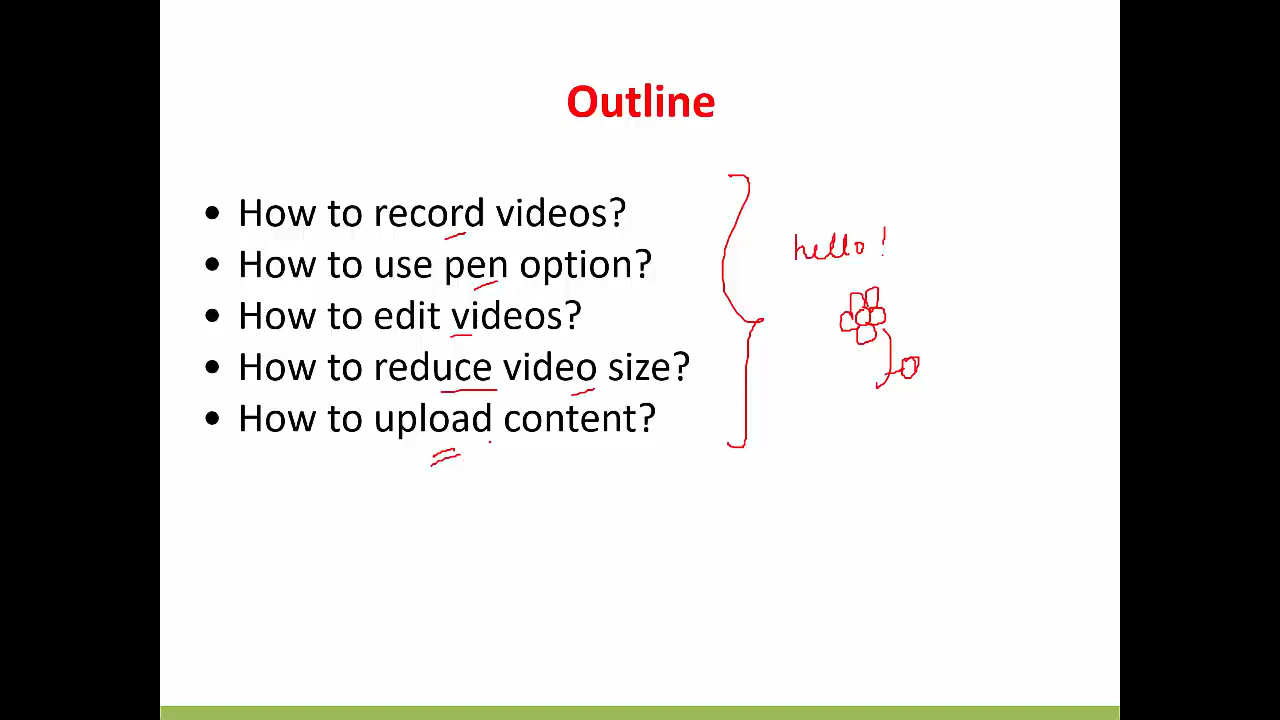 Outline
• How to record videos?
• How to use pen option?
• How to edit videos?
• How to reduce video size?
• How to upload content?
hello!